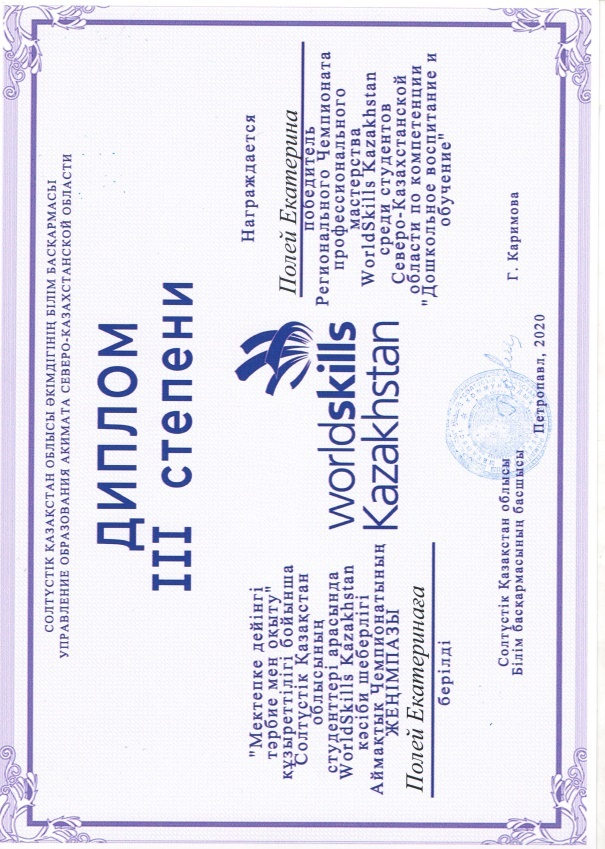 СОЛТҮСТІК ҚАЗАҚСТАН ОБЛЫСЫ ӘКІМДІГІНІҢ БІЛІМ БАСҚАРМАСЫ
УПРАВЛЕНИЕ ОБРАЗОВАНИЯ АКИМАТА СЕВЕРО-КАЗАХСТАНСКОЙ ОБЛАСТИ
ДИПЛОМ
III степени
"Мектепке дейінгі
тәрбие мен оқыту"
құзыреттілігі бойынша
Солтүстік Қазақстан
облысының
студенттері арасында
WorldSkills Kazakhstan
кәсіби шеберлігі
Аймақтық Чемпионатының
ЖЕҢІМПАЗЫ
Полей Екатеринаға
берілді
worldskills
Kazakhstan
Награждается
Полей Екатерина
победитель
Регионального Чемпионата
профессионального
мастерства
WorldSkills Kazakhstan
среди студентов
Северо-Казахстанской
области по компетенции
"Дошкольное воспитание и
обучение"
Солтүстік Қазақстан облысы
Білім басқармасының басшысы
Г. Каримова
Петропавл, 2020